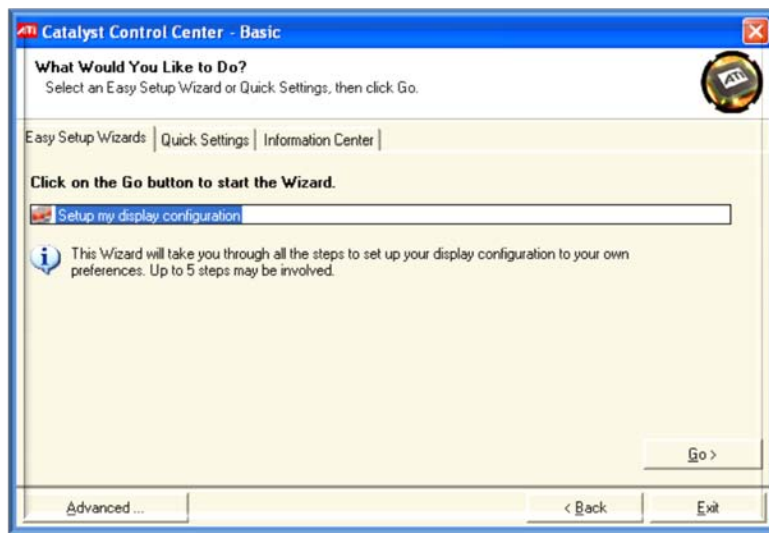 ATI Catalyst Control Center - Basic
What Would You Like to Do?
Select an Easy Setup Wizard or Quick Settings, then click Go.
ATI
Easy Setup Wizards Quick Settings Information Center
Click on the Go button to start the Wizard.
Setup my display configuration
This Wizard will take you through all the steps to set up your display configuration to your own
preferences. Up to 5 steps may be involved.
Go >
Advanced ... < Back Exit